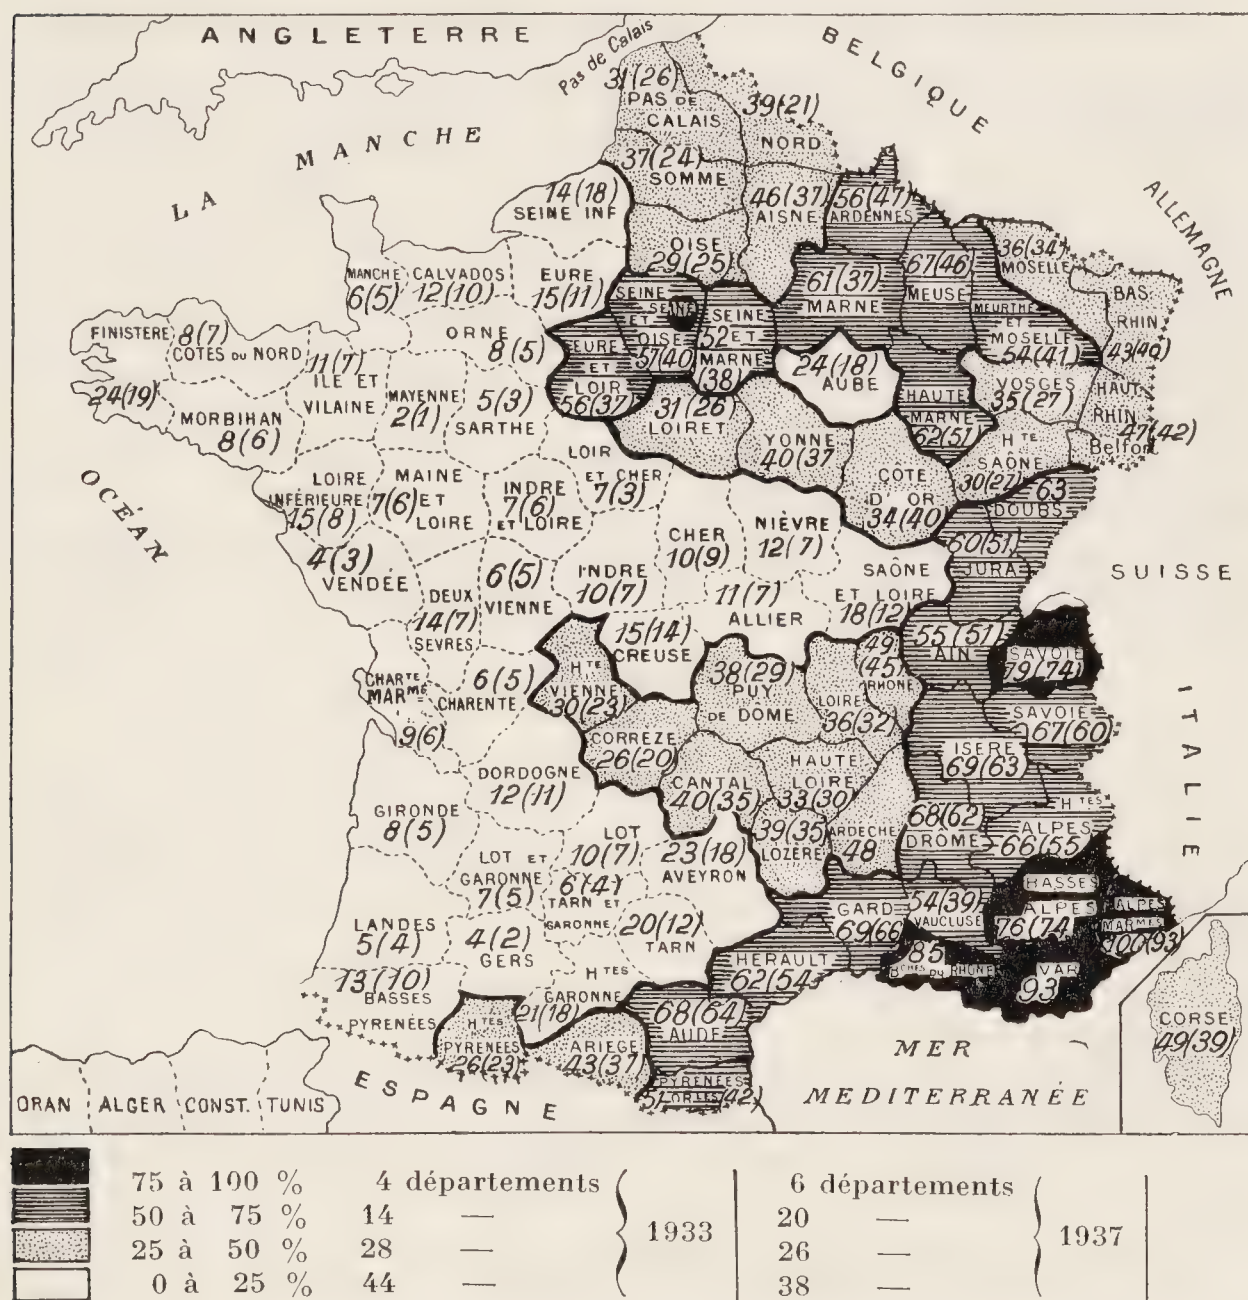 ANGLETERRE
Pas de Calais
BELGIQUE
LA MANCHE
ALLEMAGNE
31(26)
PAS DE
CALAIS
39(21)
NORD
37(24)
SOMME
14(18)
SEINE INF
46(37)
AISNE
56(47)
ARDENNES
OISE
29(25)
36(34)
MOSELLE
MANCHE
6(5)
CALVADOS
12(10)
EURE
15(11)
SEINE
ET
OISE
57(40
SEINE
SEINE
52 ET
MARNE
(38)
61(37)
MARNE
67(46)
MEUSE
MEURTHE
ET
MOSELLE
54(41)
BAS
RHIN
FINISTERE
24(19)
8(7)
COTES DU NORD
11(7)
ILE ET
VILAINE
MORBIHAN
8(6)
MAYENNE
2(1)
ORNE
8(5)
5(3)
SARTHE
EURE
ET
LOIR
56(37)
31(26)
LOIRET
24(18)
AUBE
YONNE
40(37
HAUTE
MARNE
62(51)
VOSGES
35(27)
HAUT
RHIN
47(42)
Belfort
Hte
SAÔNE
COTE
D'OR
34(40)
LOIRE
INFÉRIEURE
15(8)
MAINE
7(6) ET
LOIRE
INDRE
7(6)
ET LOIRE
LOIR
ET CHER
7(3)
CHER
10(9)
NIÈVRE
12(7)
63
DOUBS
60(51)
JURA
OCÉAN
SUISSE
4(3)
VENDÉE
DEUX
14(7)
SEVRES
6(5)
VIENNE
INDRE
10(7)
11(7)
ALLIER
SAÔNE
ET LOIRE
18(12)
15(14)
CREUSE
Hte
VIENNE
30(23)
38(29)
PUY
DE DÔME
LOIRE
36(32)
49
(45)
RHÔNE
55(51)
AIN
SAVOIE
79(74)
SAVOIE
67(60)
ITALIE
CHARTE
MARME
9(6)
6(5)
CHARENTE
CORREZE
26(20)
CANTAL
40(35)
HAUTE
LOIRE
33(30)
ISERE
69(63)
DORDOGNE
12(11)
GIRONDE
8(5)
LOT
10(7)
23(18)
AVEYRON
39(35
LOZERE
ARDECHE
48
68(62)
DRÔME
HTES
ALPES
66(55)
LOT ET
GARONNE
7(5)
6(4)
TARN ET
GARONNE
20(12)
TARN
GARD
69(66
54(39)
VAUCLUSE
BASSES
ALPES
76(74
ALPES
MARMES
100(93)
LANDES
5(4)
4(2)
GERS
HTES
GARONNE
21(18)
HÉRAULT
62(54)
85
BCHES DU RHÔNE
VAR
93
13(10)
BASSES
PYRENÉES
HTES
PYRENÉES
26(23)
ARIEGE
43(37)
68(64)
AUDE
PYRENÉES
ORLES
51 (42)
CORSE
49(39)
MER
MEDITERRANÉE
ESPAGNE
ORAN ALGER CONST. TUNIS
75 à 100 % 4 départements 6 départements
50 à 75 % 14 — 20 —
1933 1937
25 à 50 % 28 — 26 —
0 à 25 % 44 — 38 —